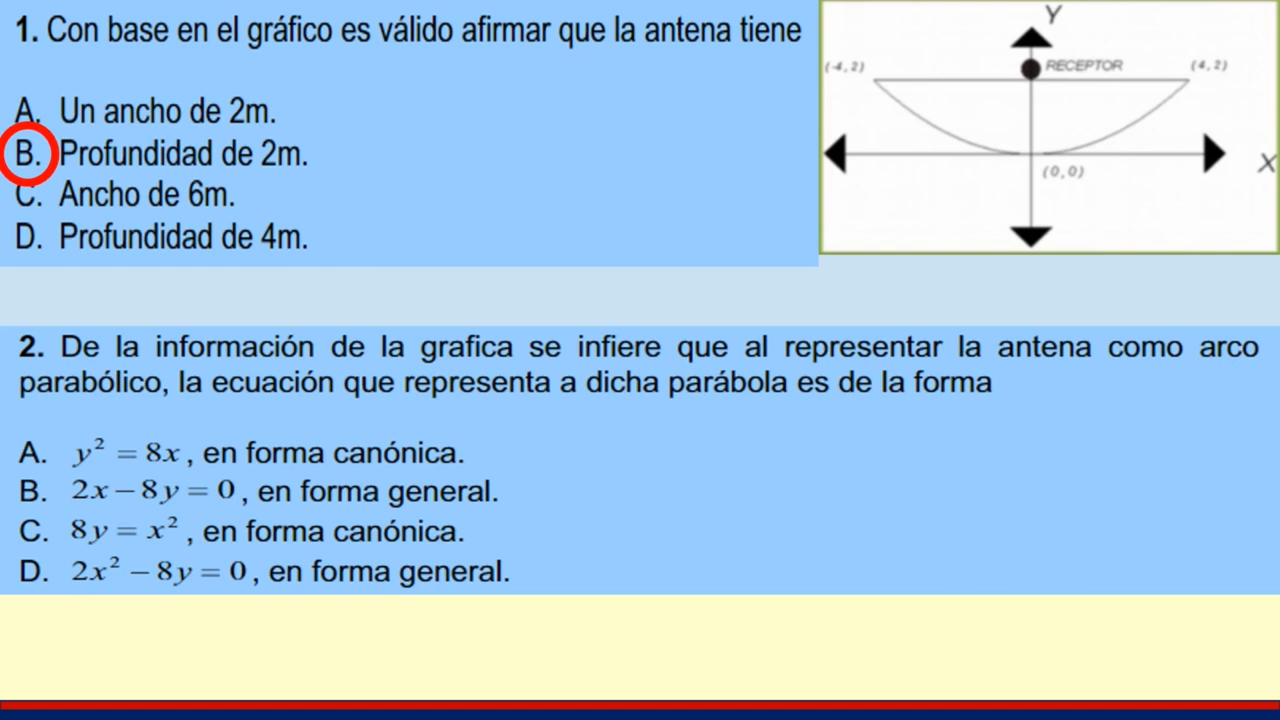 1. Con base en el gráfico es válido afirmar que la antena tiene
A. Un ancho de 2m.
B. Profundidad de 2m.
C. Ancho de 6m.
D. Profundidad de 4m.
Y
(-4,2)
RECEPTOR
(4,2)
X
(0,0)
2. De la información de la grafica se infiere que al representar la antena como arco
parabólico, la ecuación que representa a dicha parábola es de la forma
A. y² = 8x, en forma canónica.
B. 2x – 8y = 0, en forma general.
C. 8y = x², en forma canónica.
D. 2x² – 8y = 0, en forma general.